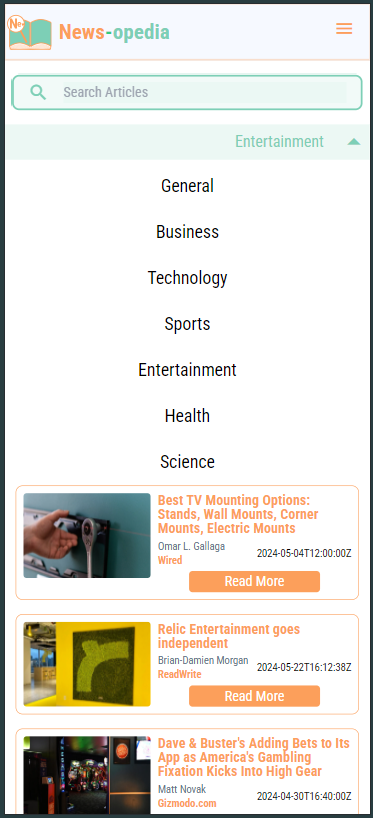 Ne
News-opedia
Search Articles
Entertainment
General
Business
Technology
Sports
Entertainment
Health
Science
Best TV Mounting Options:
Stands, Wall Mounts, Corner
Mounts, Electric Mounts
Omar L. Gallaga
Wired
2024-05-04T12:00:00Z
Read More
Relic Entertainment goes
independent
Brian-Damien Morgan
ReadWrite
2024-05-22T16:12:38Z
Read More
Dave & Buster's Adding Bets to Its
App as America's Gambling
Fixation Kicks Into High Gear
Matt Novak
Gizmodo.com
2024-04-30T16:40:00Z